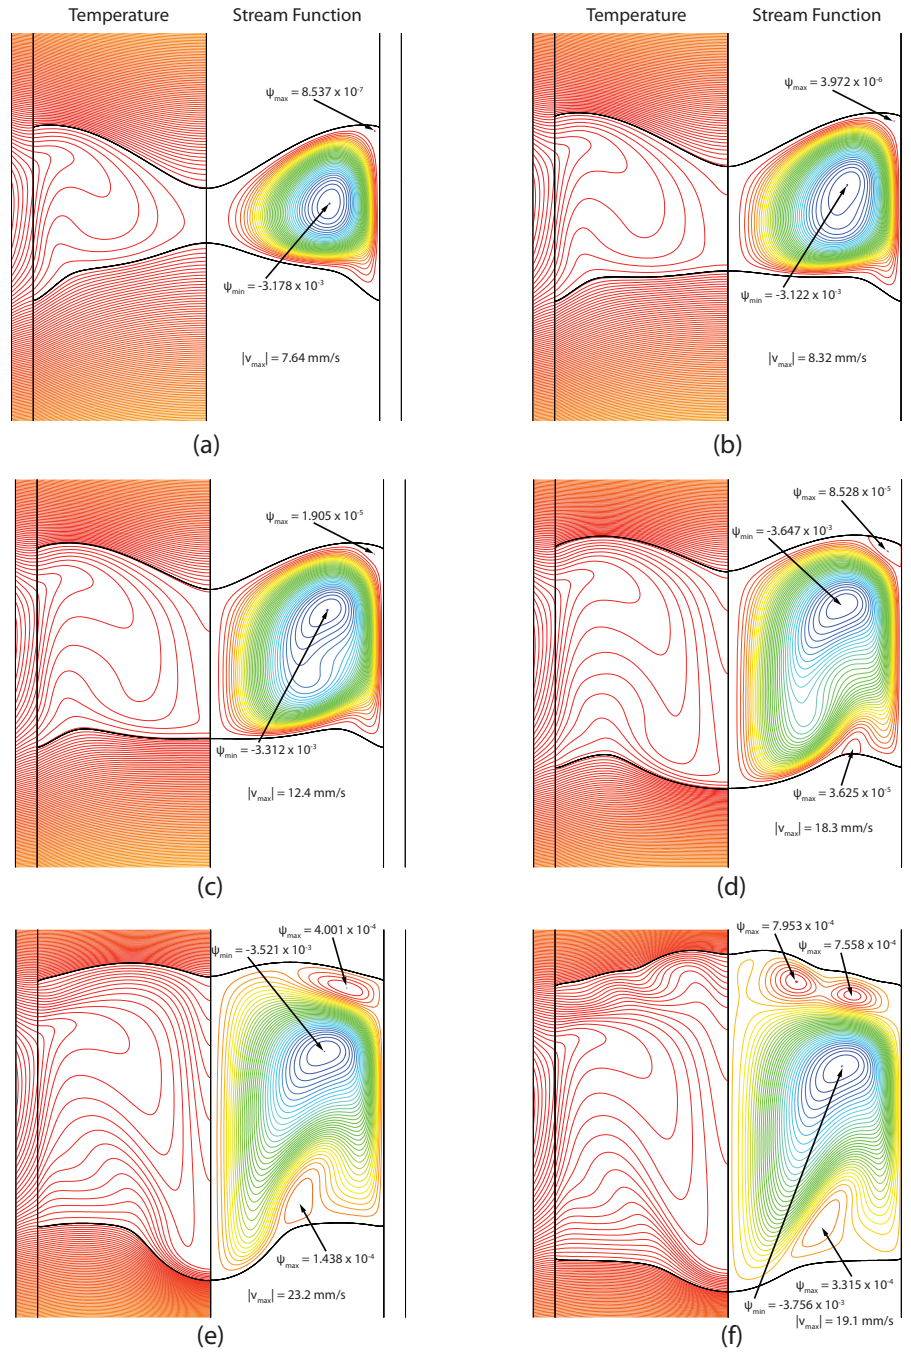 Temperature Stream Function
Temperature Stream Function
ψmax = 8.537 x 10-7
ψmin = -3.178 x 10-3
|vmax| = 7.64 mm/s
(a)
ψmax = 3.972 x 10-6
ψmin = -3.122 x 10-3
|vmax| = 8.32 mm/s
(b)
ψmax = 1.905 x 10-5
ψmin = -3.312 x 10-3
|vmax| = 12.4 mm/s
(c)
ψmax = 8.528 x 10-5
ψmin = -3.647 x 10-3
ψmax = 3.625 x 10-5
|vmax| = 18.3 mm/s
(d)
ψmax = 4.001 x 10-4
ψmin = -3.521 x 10-3
ψmax = 1.438 x 10-4
|vmax| = 23.2 mm/s
(e)
ψmax = 7.953 x 10-4
ψmax = 7.558 x 10-4
ψmax = 3.315 x 10-4
ψmin = -3.756 x 10-3
|vmax| = 19.1 mm/s
(f)